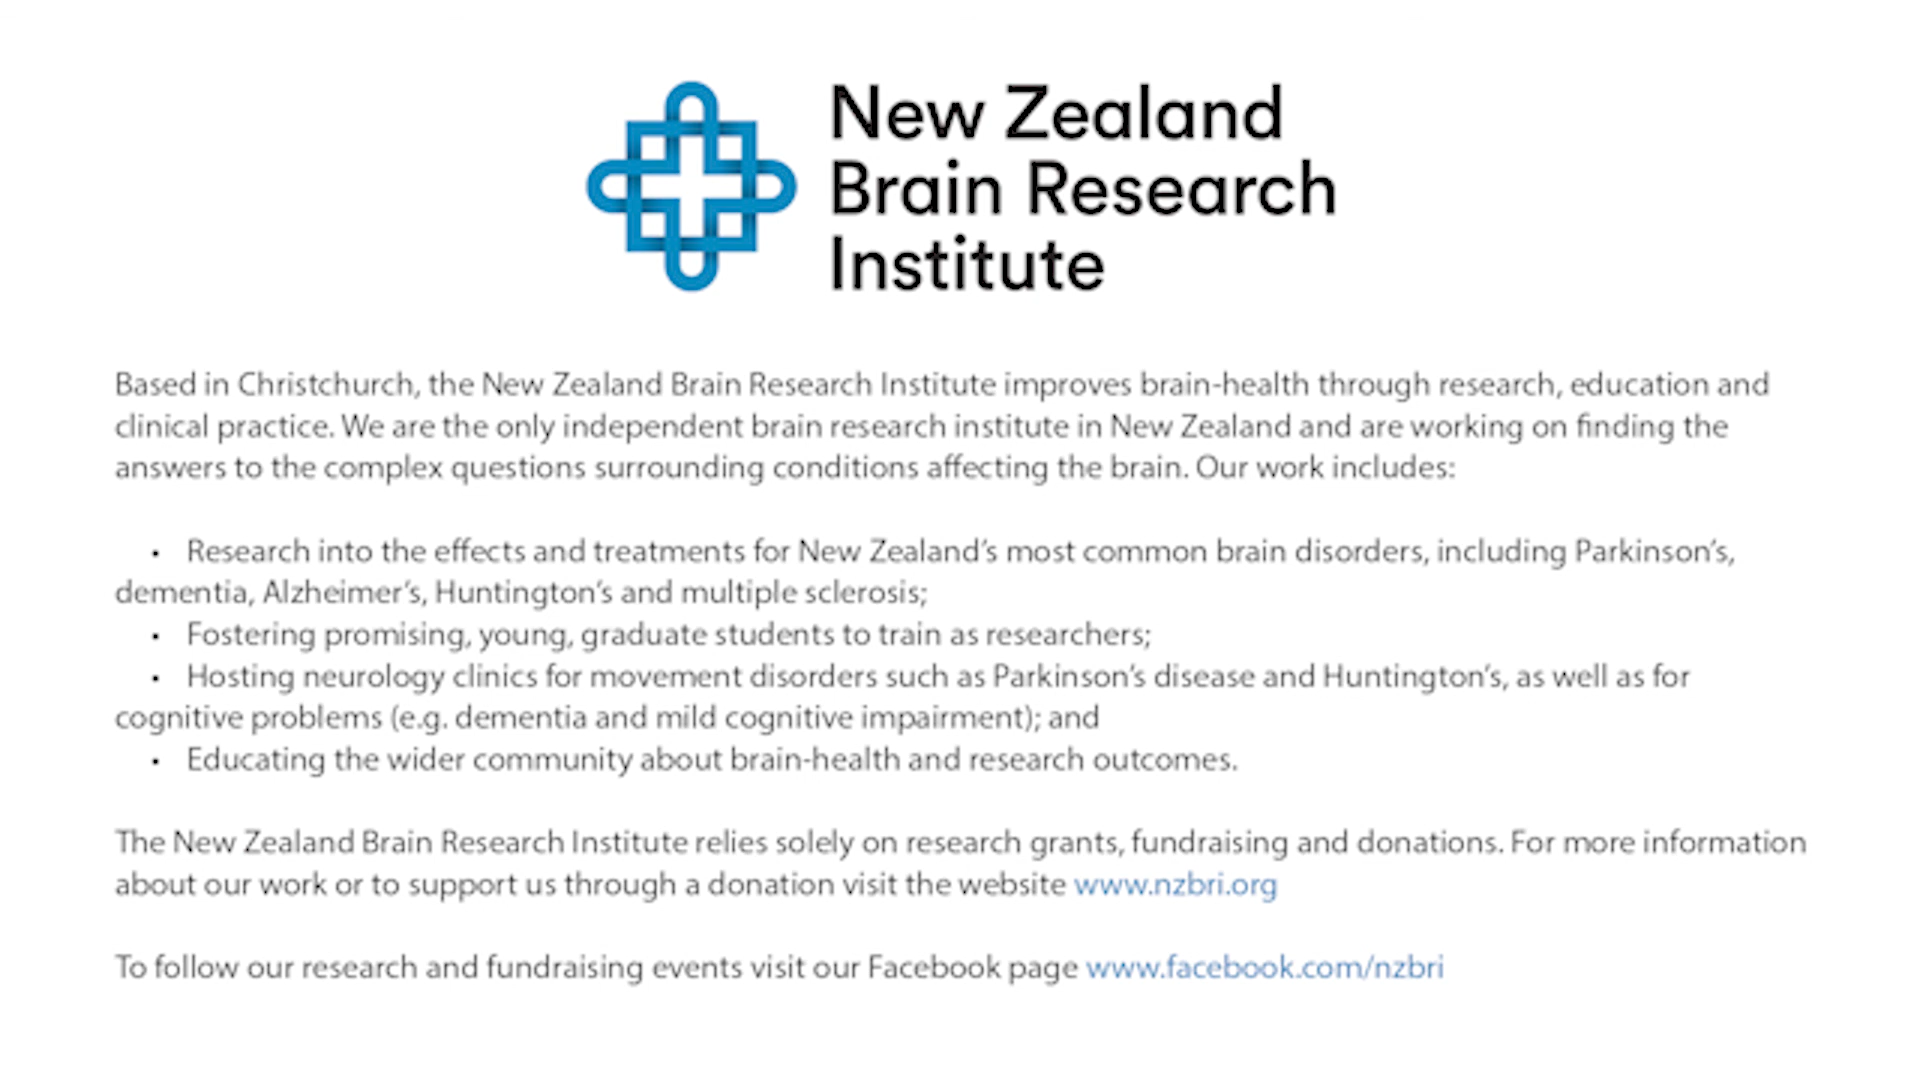 New Zealand
Brain Research
Institute
Based in Christchurch, the New Zealand Brain Research Institute improves brain-health through research, education and
clinical practice. We are the only independent brain research institute in New Zealand and are working on finding the
answers to the complex questions surrounding conditions affecting the brain. Our work includes:
• Research into the effects and treatments for New Zealand’s most common brain disorders, including Parkinson’s,
dementia, Alzheimer’s, Huntington’s and multiple sclerosis;
• Fostering promising, young, graduate students to train as researchers;
• Hosting neurology clinics for movement disorders such as Parkinson’s disease and Huntington’s, as well as for
cognitive problems (e.g. dementia and mild cognitive impairment); and
• Educating the wider community about brain-health and research outcomes.
The New Zealand Brain Research Institute relies solely on research grants, fundraising and donations. For more information
about our work or to support us through a donation visit the website www.nzbri.org
To follow our research and fundraising events visit our Facebook page www.facebook.com/nzbri